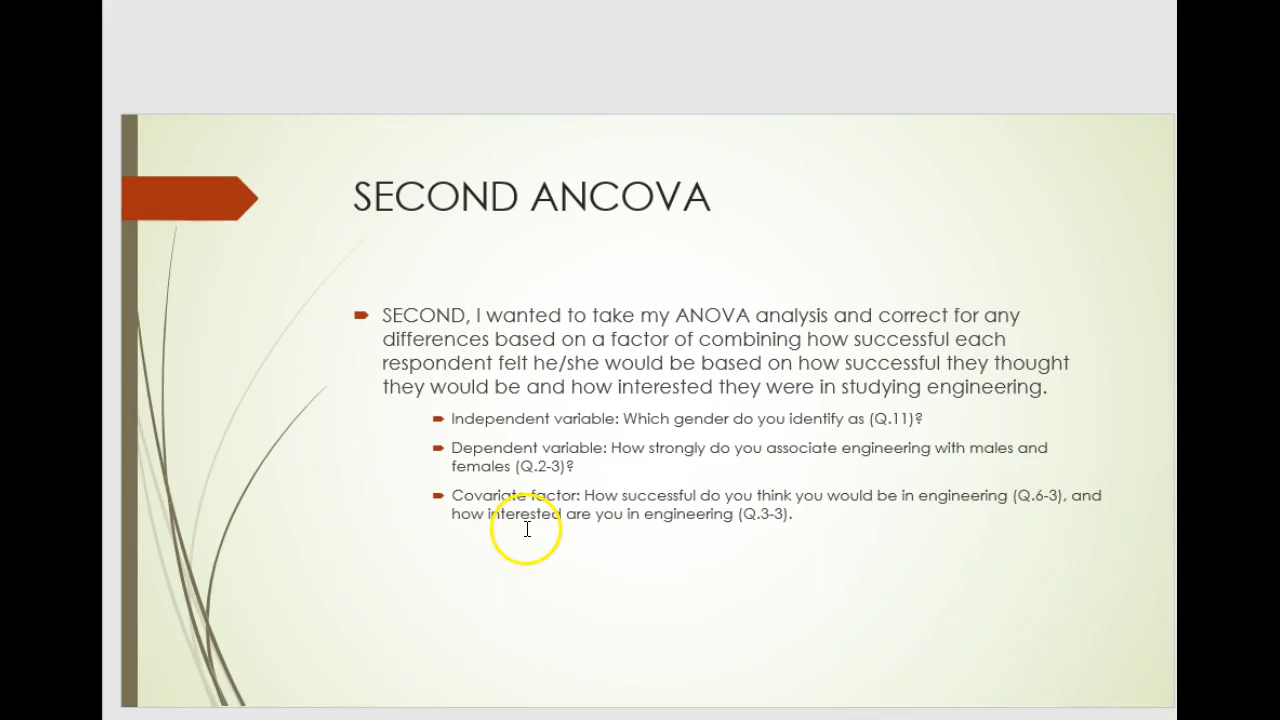 SECOND ANCOVA
SECOND, I wanted to take my ANOVA analysis and correct for any
differences based on a factor of combining how successful each
respondent felt he/she would be based on how successful they thought
they would be and how interested they were in studying engineering.
Independent variable: Which gender do you identify as (Q.11)?
Dependent variable: How strongly do you associate engineering with males and
females (Q.2-3)?
Covariate factor: How successful do you think you would be in engineering (Q.6-3), and
how interested are you in engineering (Q.3-3).